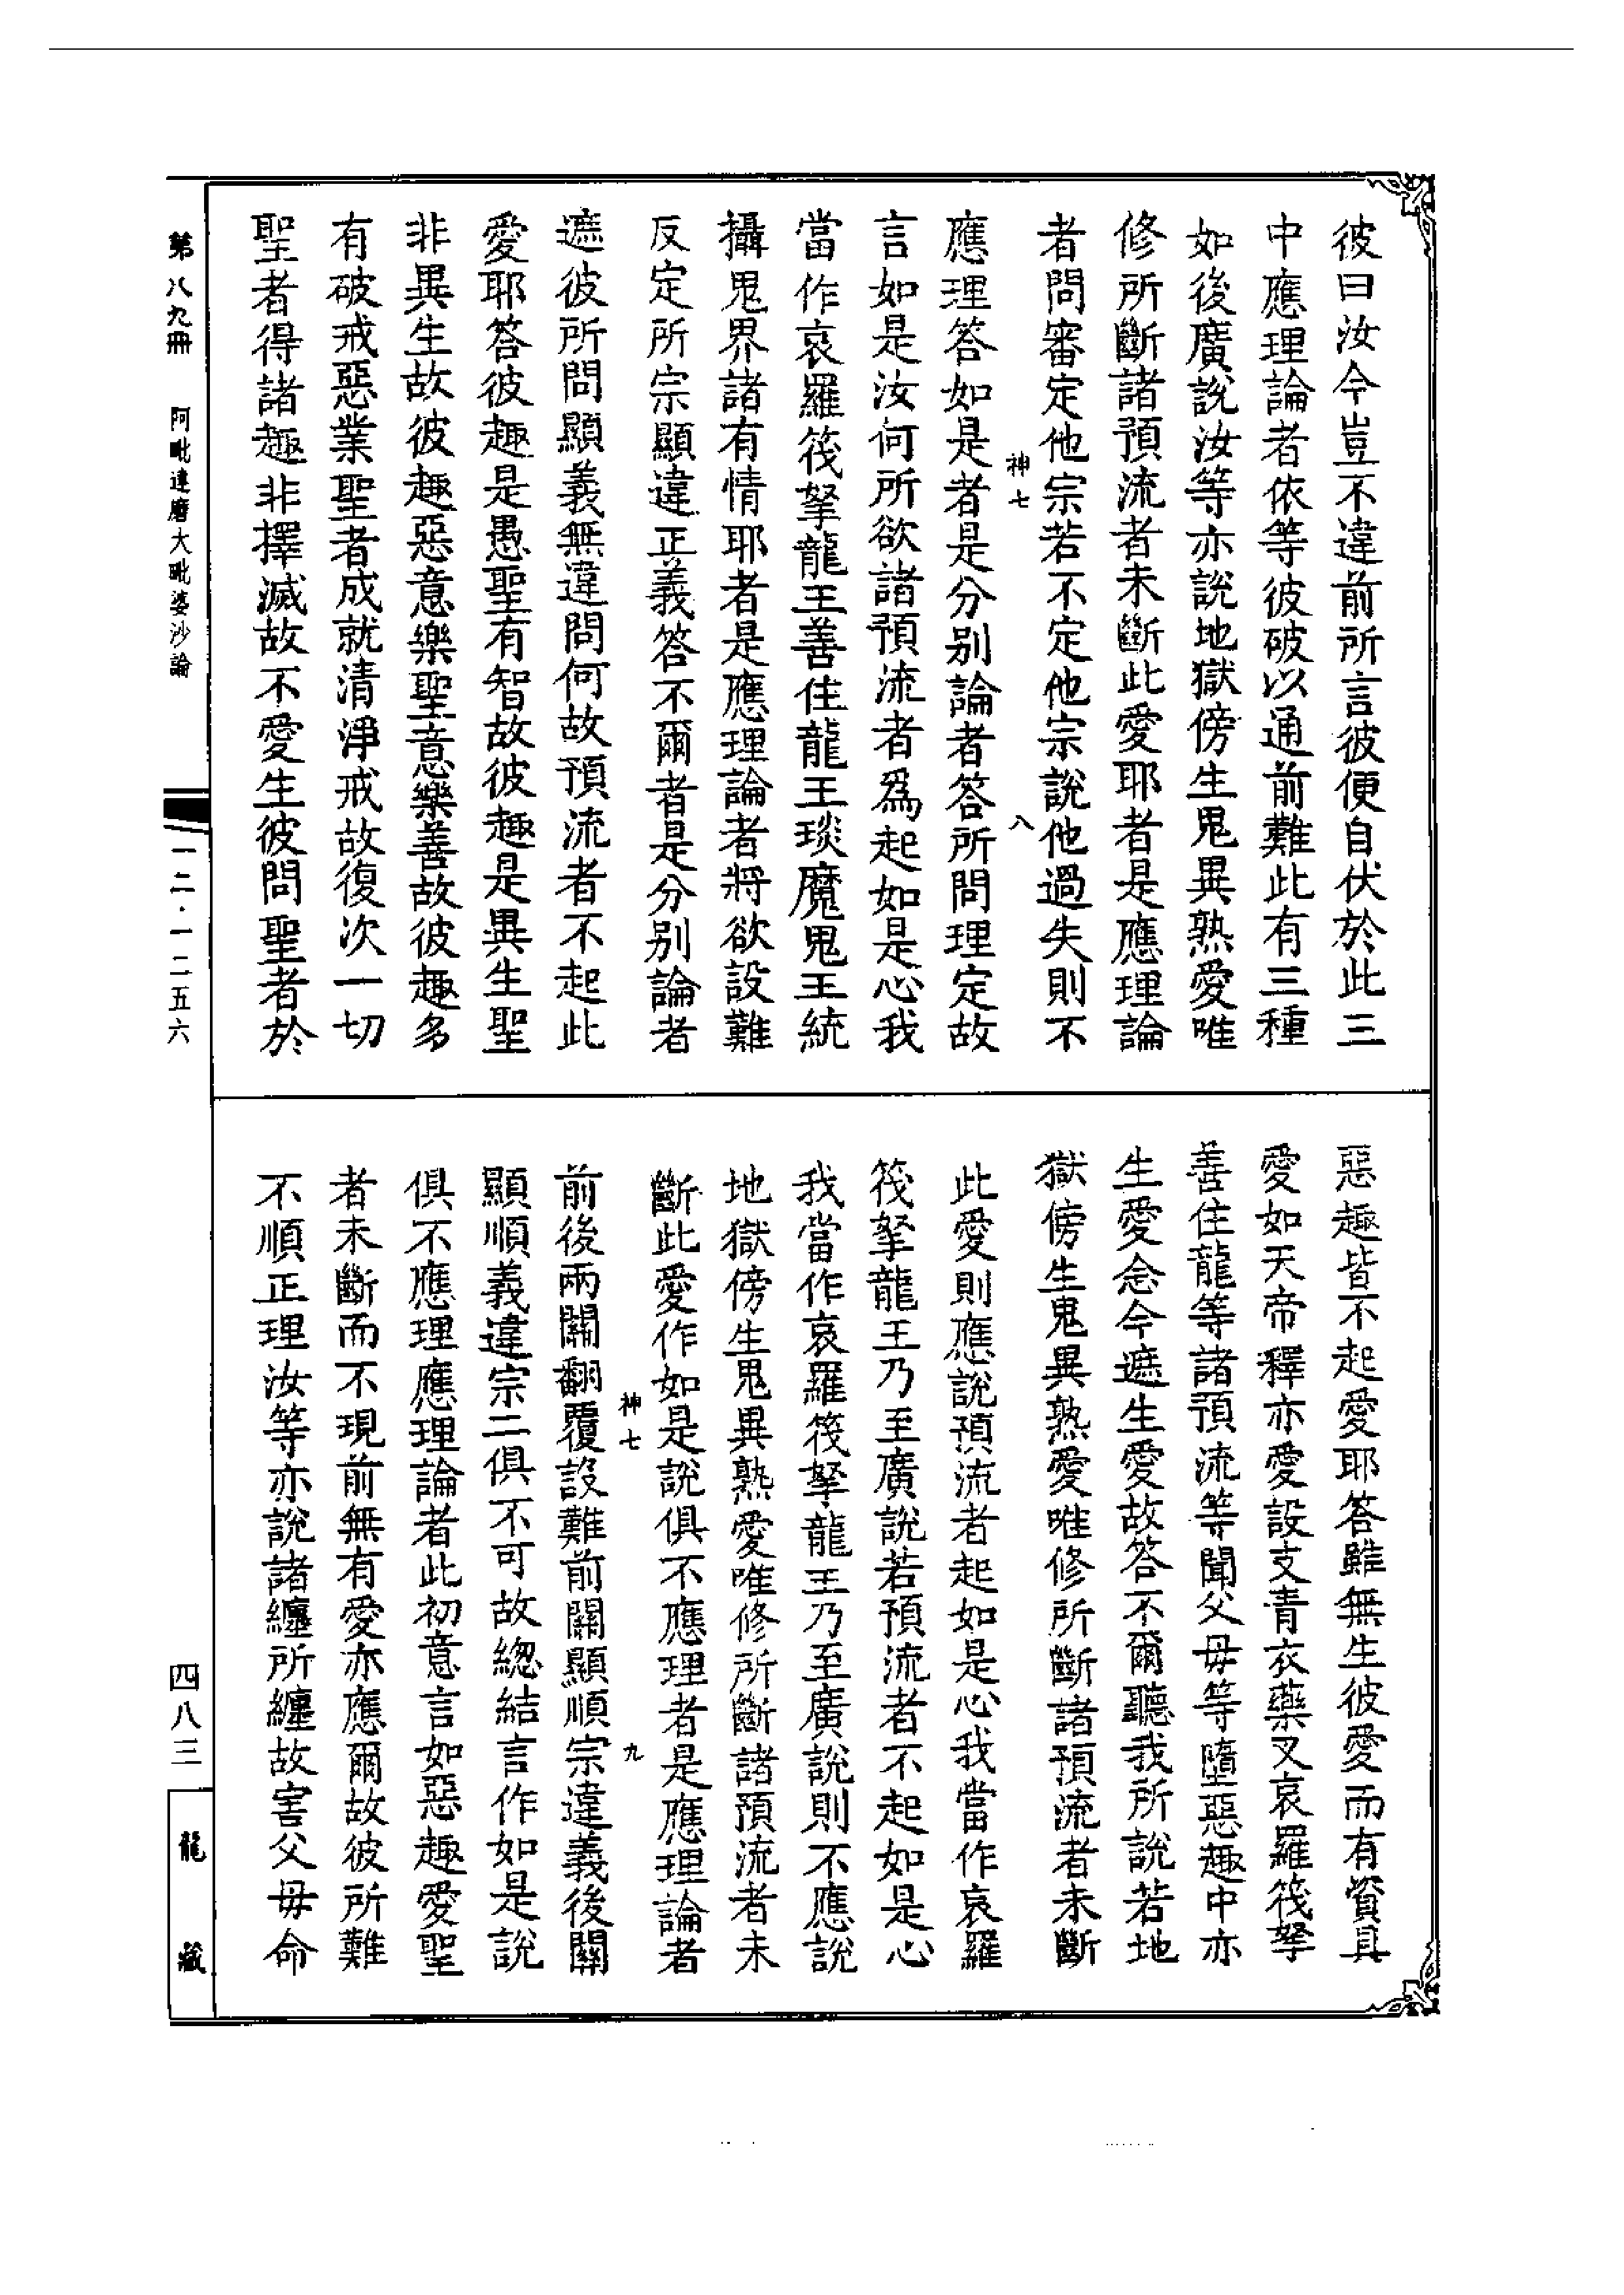 彼曰汝今豈不違前所言彼便自伏於此三
中應理論者依等彼破以通前難此有三種
如後廣說汝等亦說地獄傍生鬼異熟愛唯
修所斷諸預流者未斷此愛耶者是應理論
者問審定他宗若不定他宗說他過失則不
神七 八
應理答如是者是分別論者答所問理定故
言如是汝何所欲諸預流者為起如是心我
當作哀羅筏拏龍王善住龍王琰魔鬼王統
攝鬼界諸有情耶者是應理論者將欲設難
反定所宗顯違正義答不爾者是分別論者
遮彼所問顯義無違問何故預流者不起此
愛耶答彼趣是愚聖有智故彼趣是異生聖
非異生故彼趣惡意樂聖意樂善故彼趣多
有破戒惡業聖者成就清淨戒故復次一切
聖者得諸趣非擇滅故不愛生彼問聖者於
惡趣皆不起愛耶答雖無生彼愛而有資具
愛如天帝釋亦愛設支青衣藥叉哀羅筏拏
善住龍等諸預流等聞父母等墮惡趣中亦
生愛念今遮生愛故答不爾聽我所說若地
獄傍生鬼異熟愛唯修所斷諸預流者未斷
此愛則應說預流者起如是心我當作哀羅
筏拏龍王乃至廣說若預流者不起如是心
我當作哀羅筏拏龍王乃至廣說則不應說
地獄傍生鬼異熟愛唯修所斷諸預流者未
斷此愛作如是說俱不應理者是應理論者
神七 九
前後兩關翻覆設難前關顯順宗違義後關
顯順義違宗二俱不可故總結言作如是說
俱不應理應理論者此初意言如惡趣愛聖
者未斷而不現前無有愛亦應爾故彼所難
不順正理汝等亦說諸纏所纏故害父母命
第八九冊 阿毗達磨大毗婆沙論
一二·一二五六
四八三
龍藏